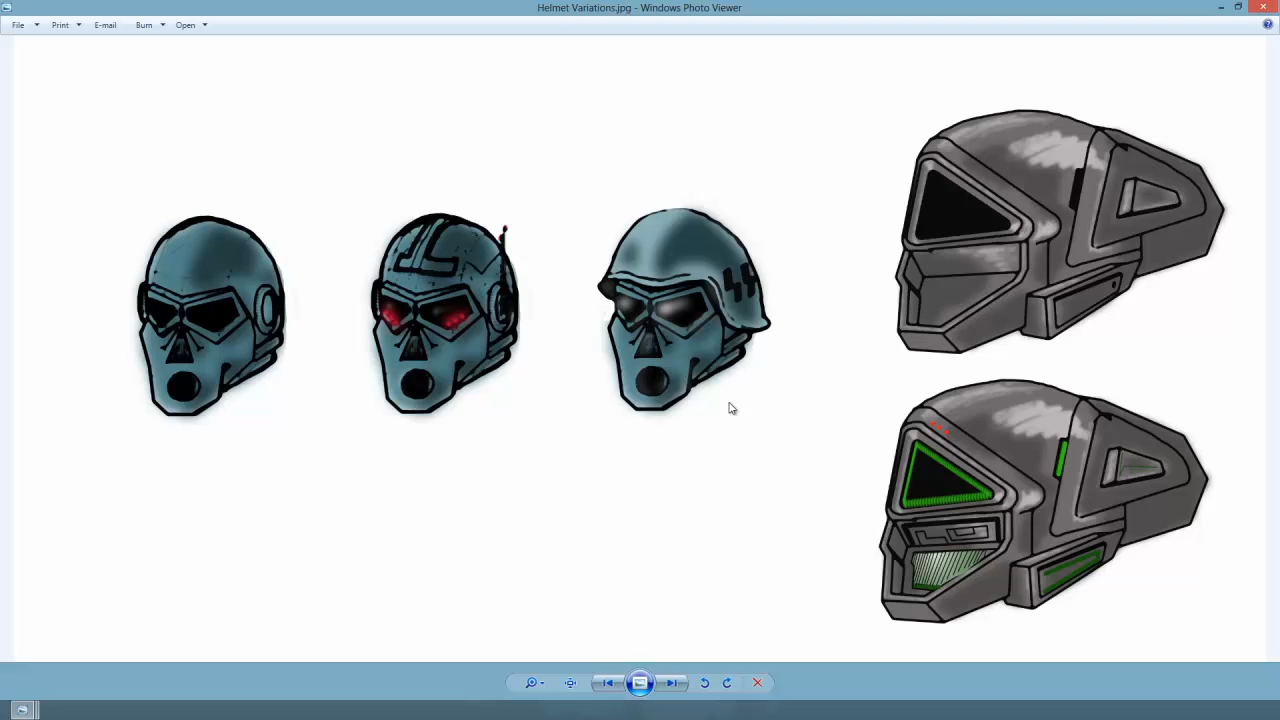 Helmet Variations.jpg - Windows Photo Viewer
File Print E-mail Burn Open